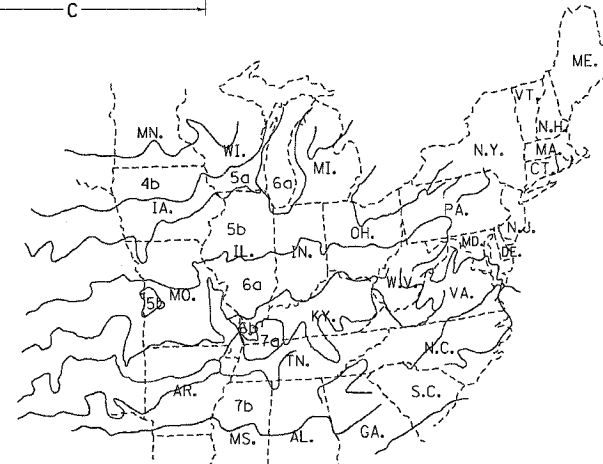 C
ME.
VT.
MN.
N.H.
WI.
N.Y.
MA.
MI.
CT.
5a
4b
6a
IA.
PA.
5b
OH.
N.J.
IL.
IN.
MD.
DE.
W.V.
6a
MO.
VA.
5b
KY.
6b
7a
N.C.
TN.
AR.
S.C.
7b
MS.
AL.
GA.